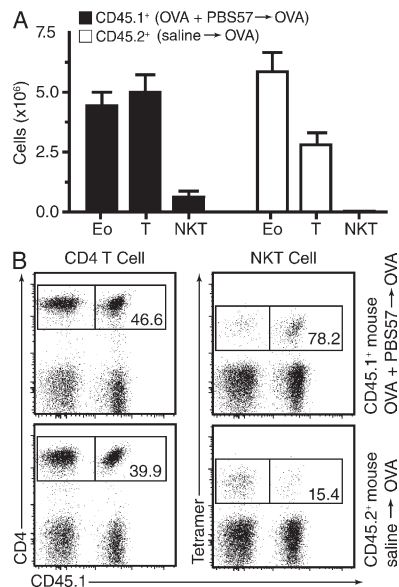 A
CD45.1⁺ (OVA + PBS57 → OVA)
CD45.2⁺ (saline → OVA)
7.5
5.0
2.5
0.0
Cells (x10⁶)
Eo T NKT Eo T NKT
B
CD4 T Cell NKT Cell
46.6
78.2
CD45.1⁺ mouse
OVA + PBS57 → OVA
39.9
15.4
CD45.2⁺ mouse
saline → OVA
CD4
Tetramer
CD45.1